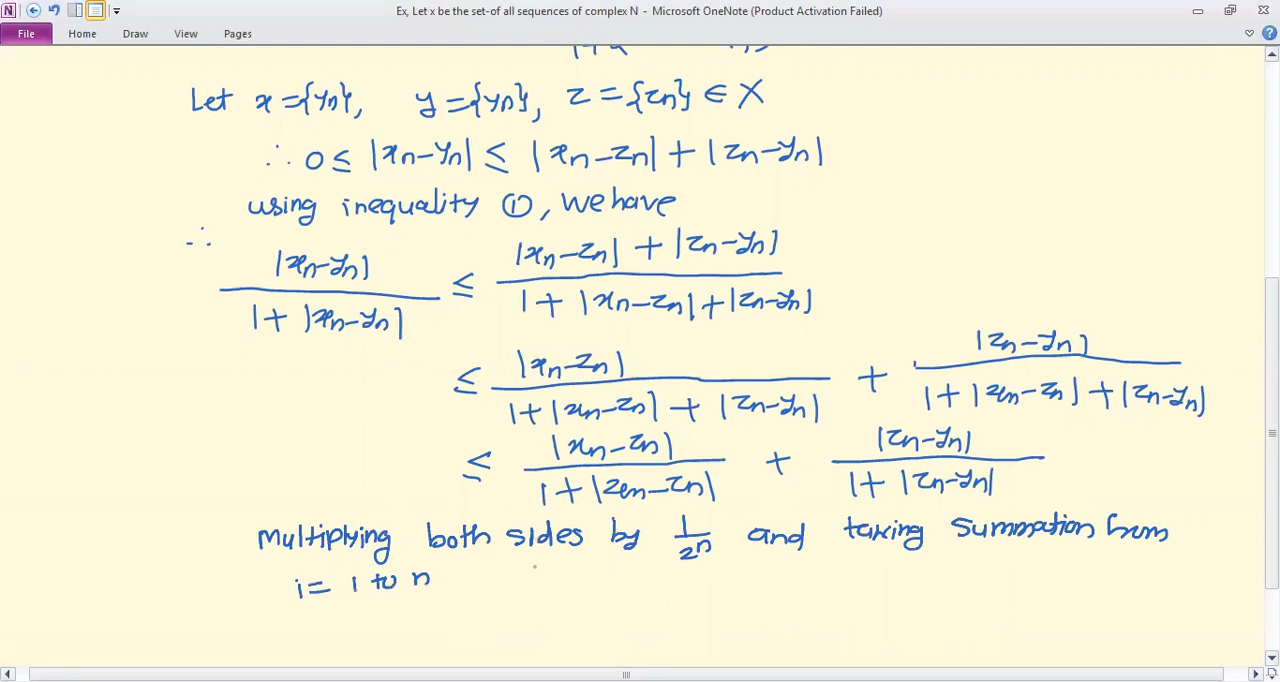 Ex, Let x be the set-of all sequences of complex N - Microsoft OneNote (Product Activation Failed)
File Home Draw View Pages
Let x = {yn}, y = {yn}, z = {zn} ∈ X
∴ 0 ≤ |xn-yn| ≤ |xn-zn| + |zn-yn|
using inequality ①, we have
∴ |xn-yn| / 1+ |xn-yn| ≤ |xn-zn| + |zn-yn| / 1+ |xn-zn|+|zn-yn|
≤ |xn-zn| / 1+|xn-zn| + |zn-yn| + |zn-yn| / 1+ |xn-zn| + |zn-yn|
≤ |xn-zn| / 1+|xn-zn| + |zn-yn| / 1+ |zn-yn|
Multiplying both sides by 1/2^n and taking summation from
i= 1 to n